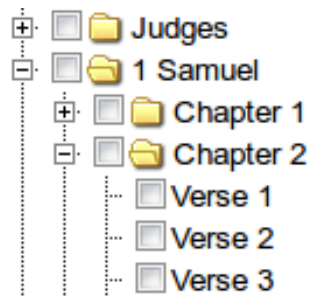 Judges
1 Samuel
Chapter 1
Chapter 2
Verse 1
Verse 2
Verse 3